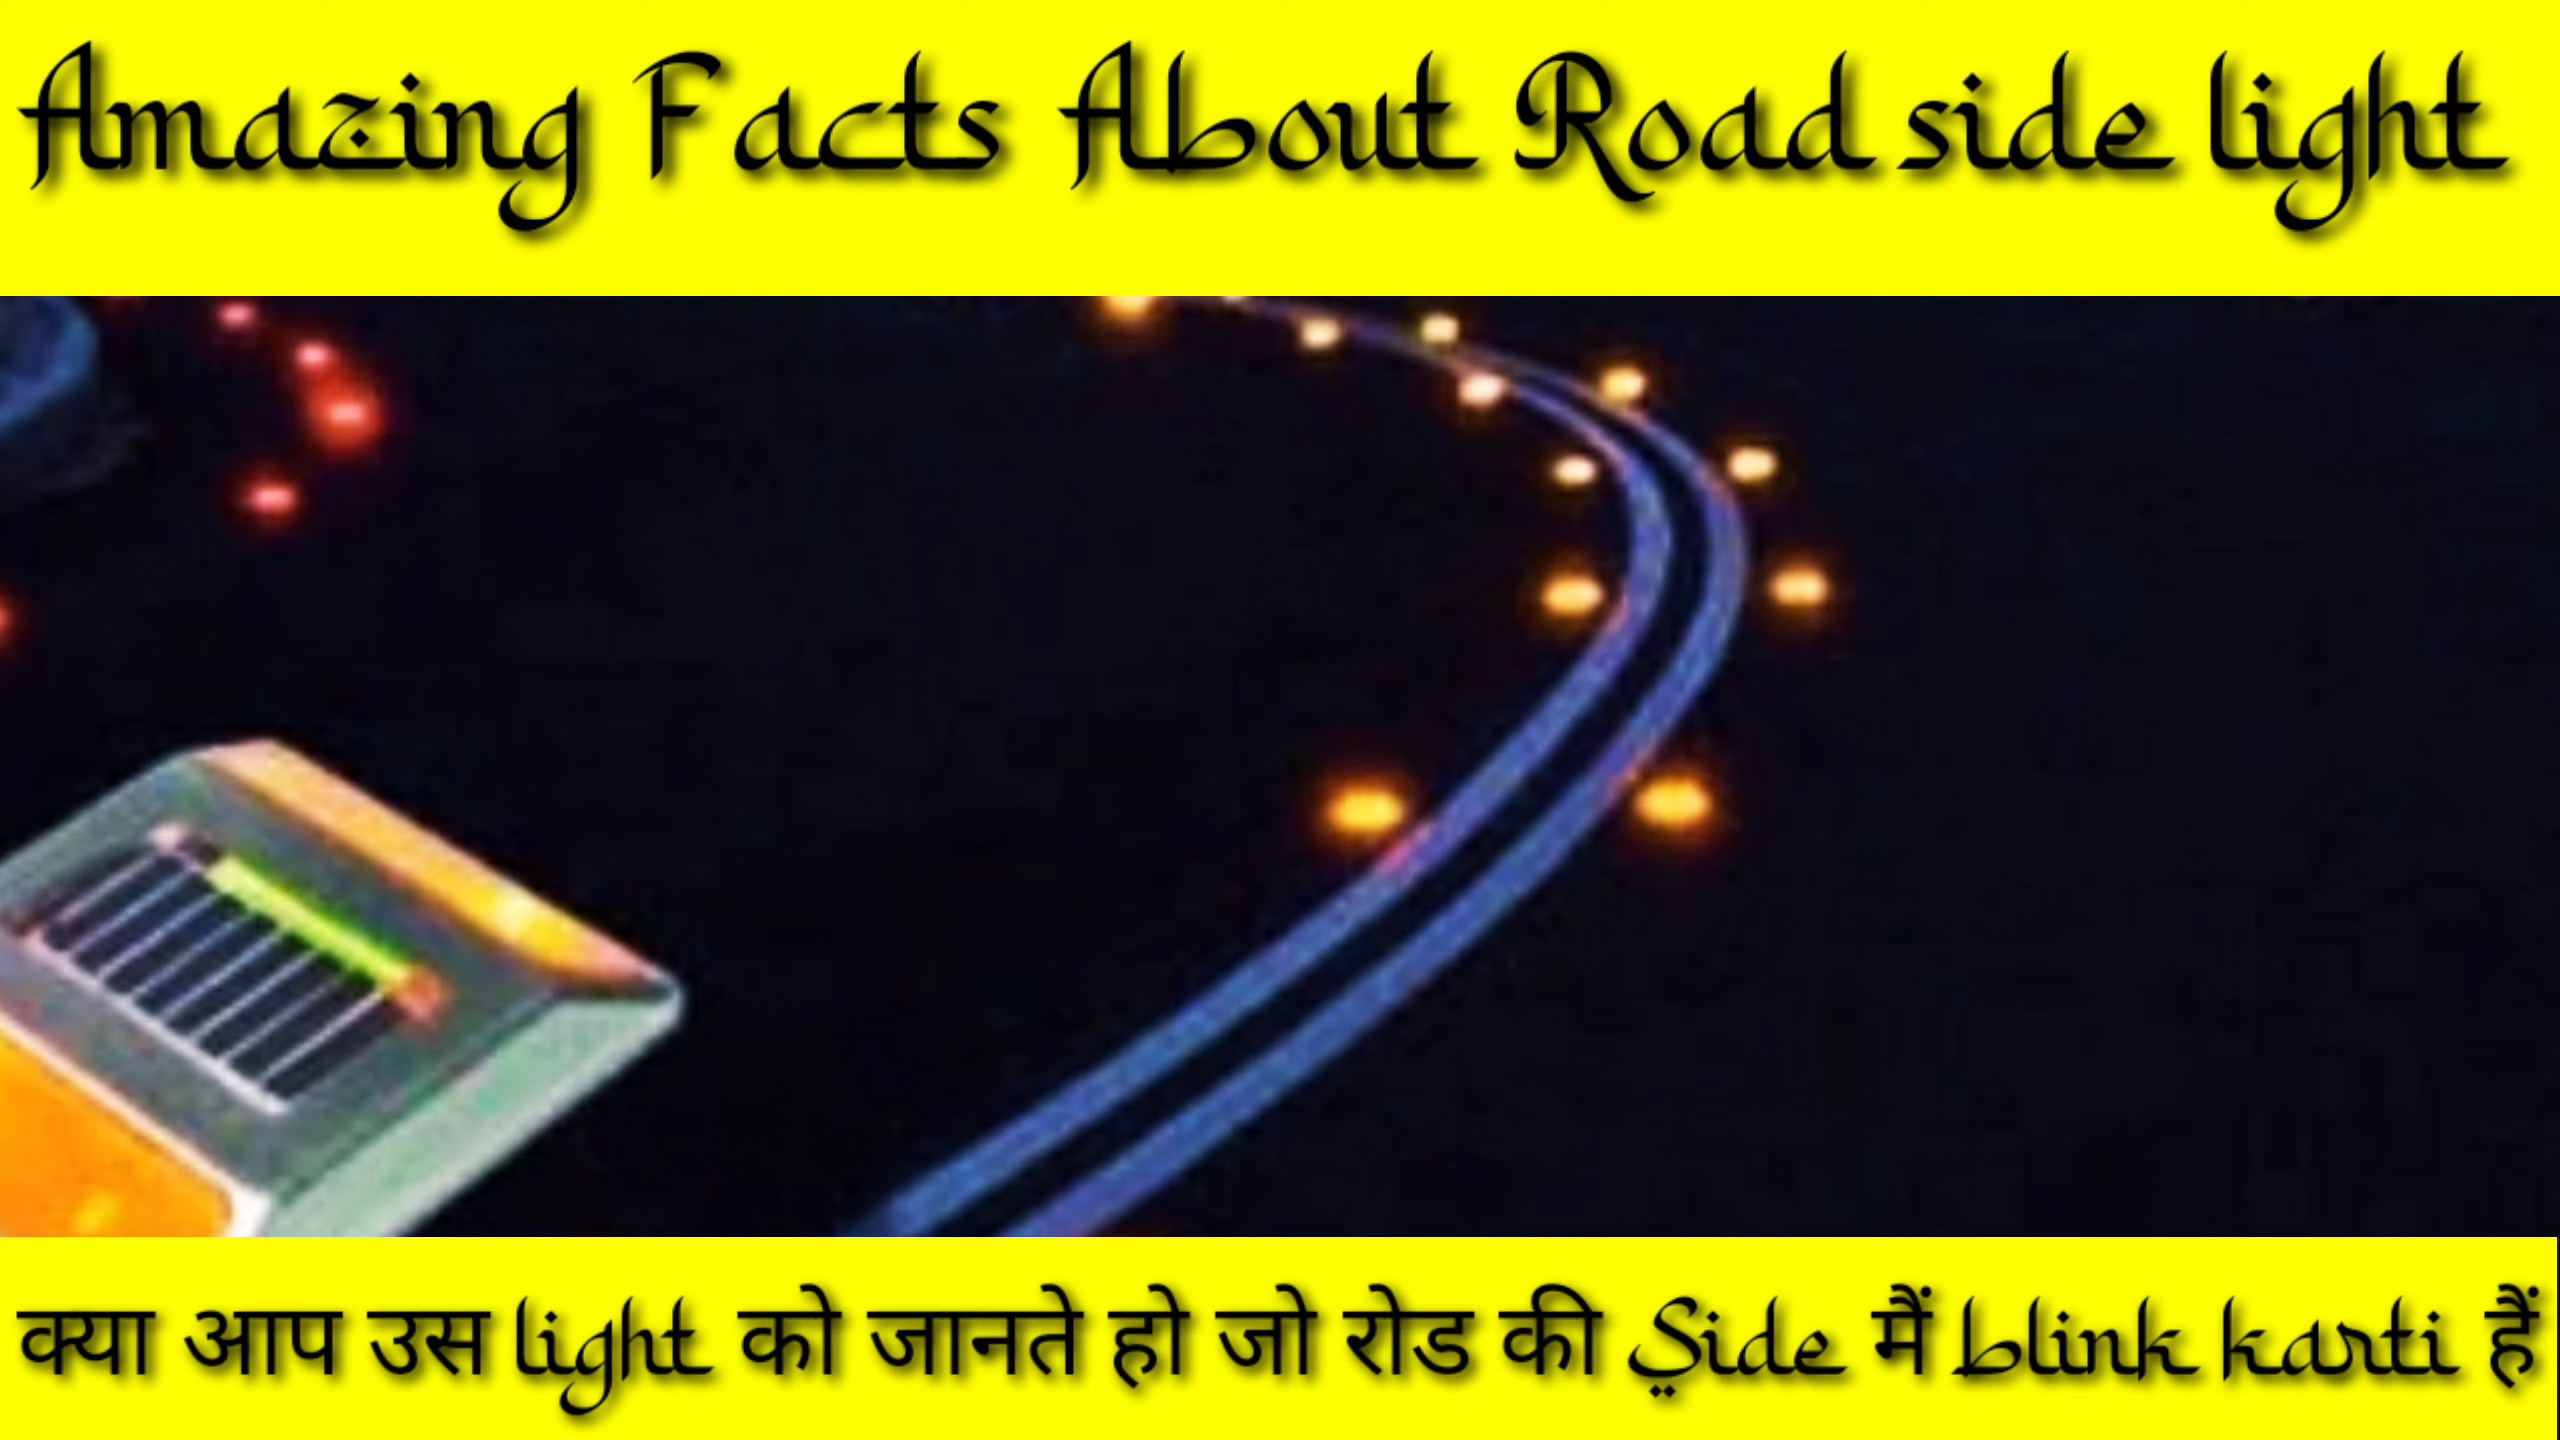 Amazing Facts About Road side light
क्या आप उस light को जानते हो जो रोड की Side मैं blink karti हैं